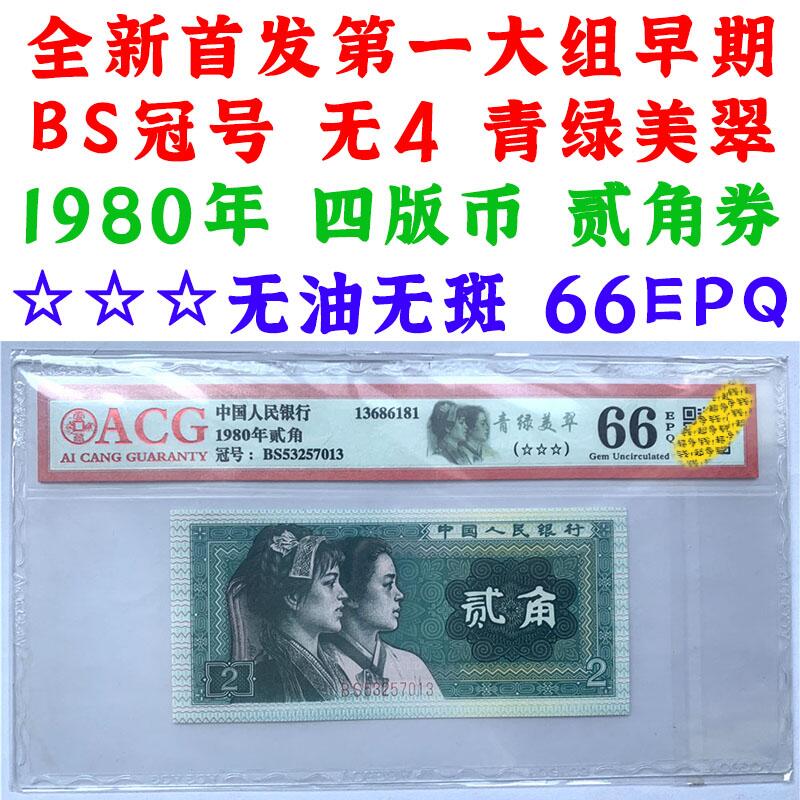 全新首发第一大组早期
BS冠号 无4 青绿美翠
1980年 四版币 贰角券
☆☆☆无油无斑 66EPQ
ACG
AI CANG GUARANTY
中国人民银行
1980年贰角
冠号：BS53257013
13686181
青绿美翠
(☆☆☆)
66
EPQ
Gem Uncirculated
中国人民银行
贰角
2
2
BS53257013